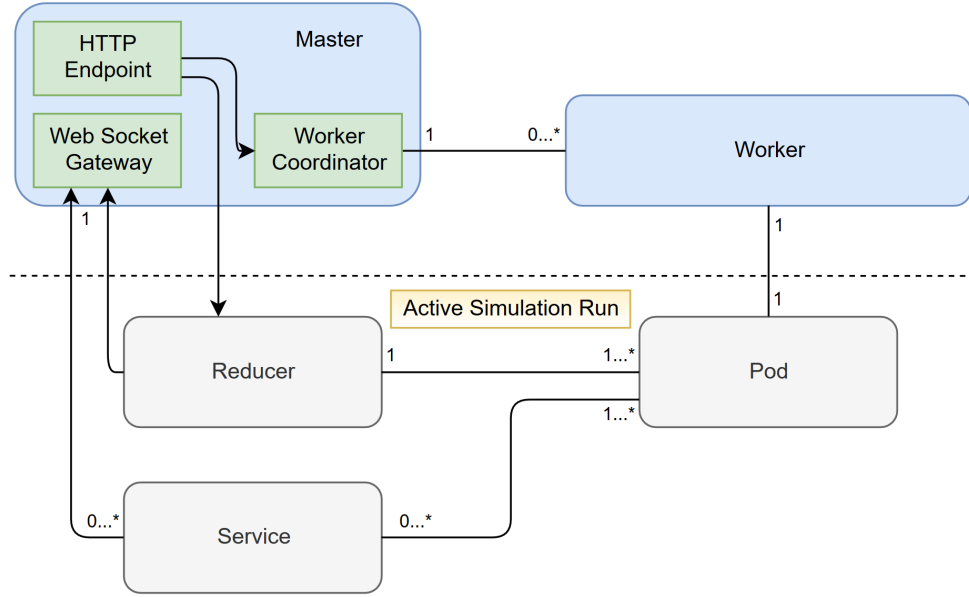 HTTP
Endpoint
Master
Web Socket
Gateway
Worker
Coordinator
1
0...*
Worker
1
1
Active Simulation Run
1
Reducer
1
1...*
Pod
1...*
0...*
Service
0...*